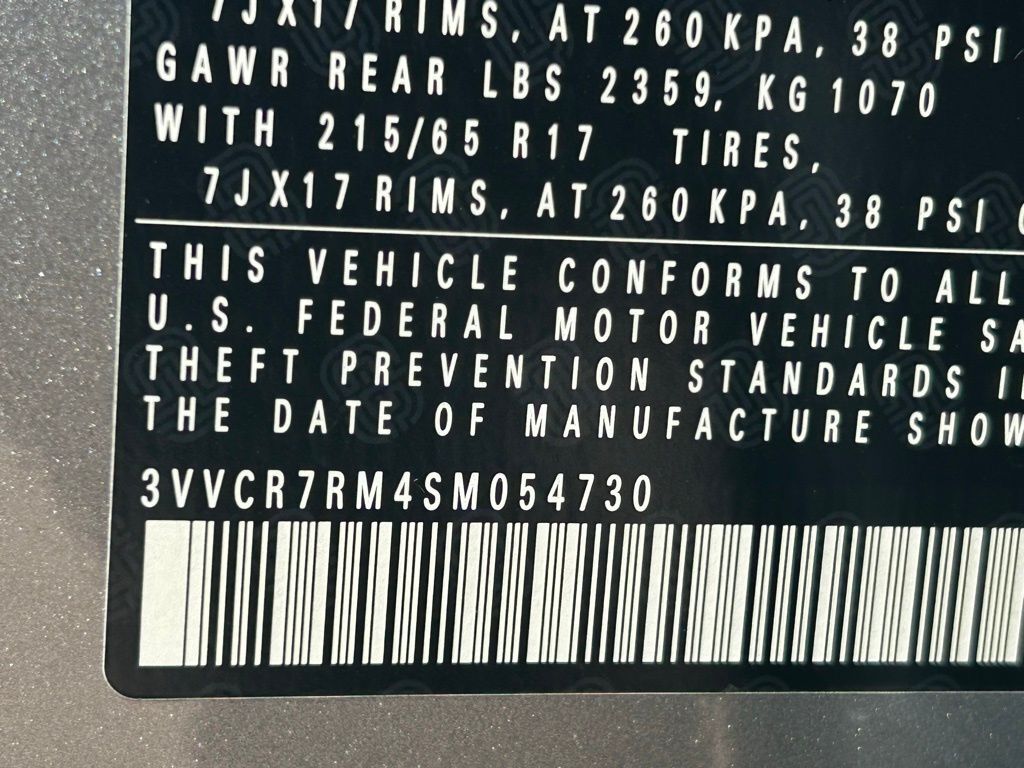 7JX17 RIMS, AT 260 KPA, 38 PSI
GAWR REAR LBS 2359, KG 1070
WITH 215/65 R17 TIRES,
7JX17 RIMS, AT 260 KPA, 38 PSI
THIS VEHICLE CONFORMS TO ALL
U.S. FEDERAL MOTOR VEHICLE SA
THEFT PREVENTION STANDARDS I
THE DATE OF MANUFACTURE SHOW
3VVCR7RM4SM054730